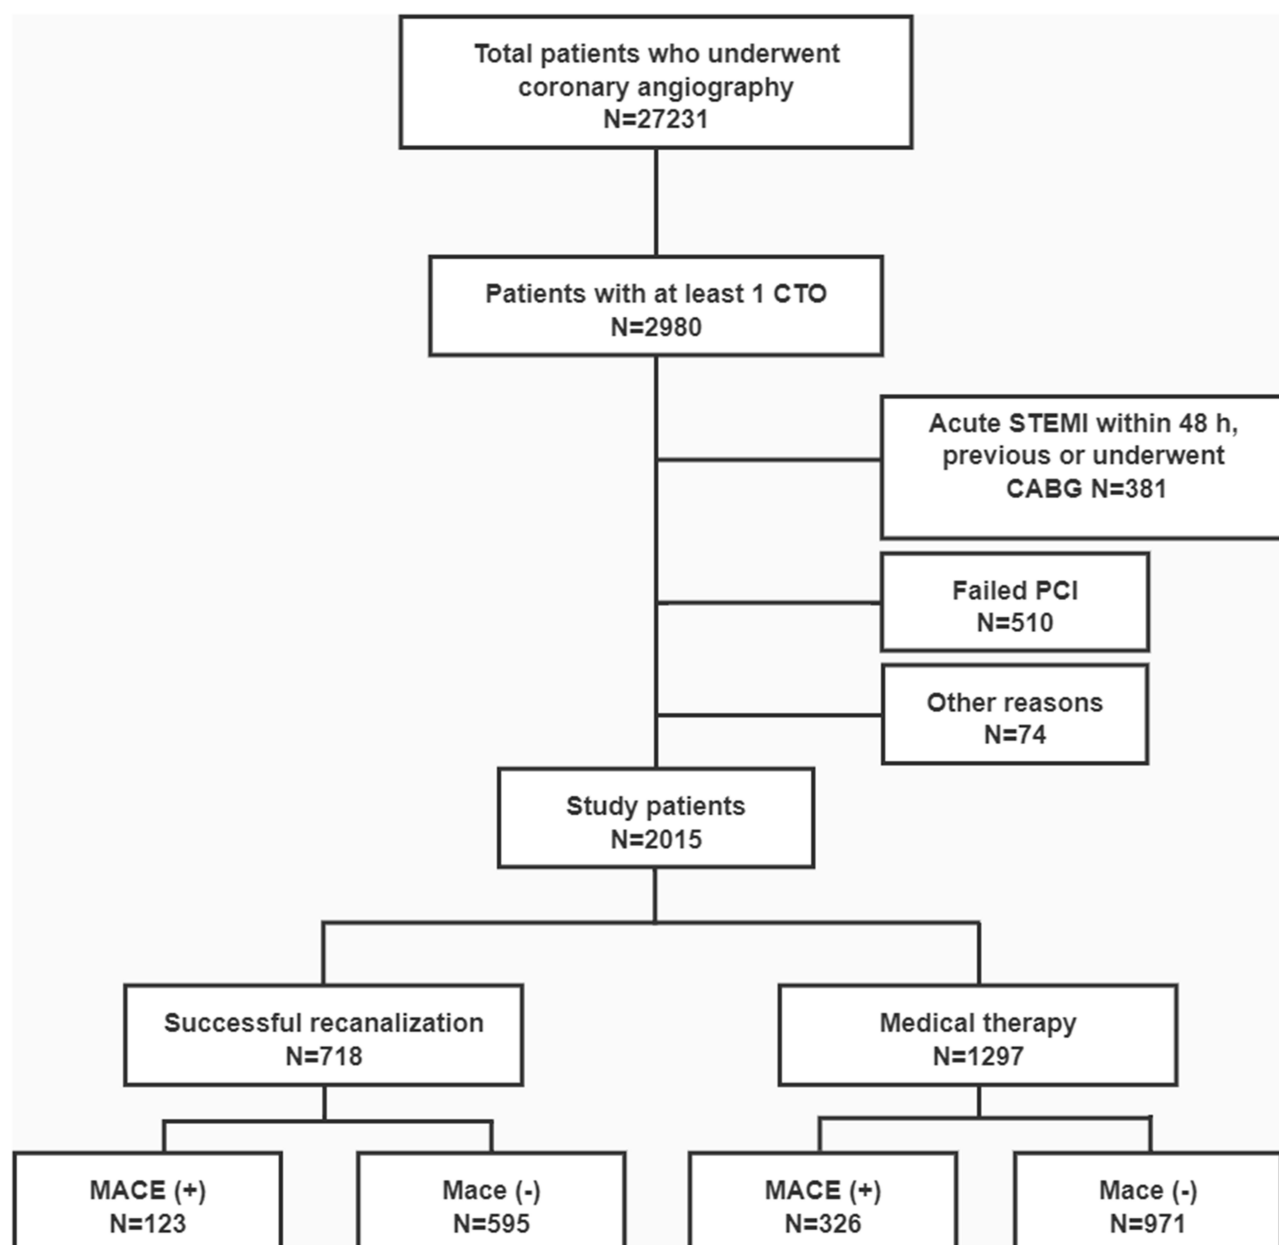 Total patients who underwent
coronary angiography
N=27231
Patients with at least 1 CTO
N=2980
Acute STEMI within 48 h,
previous or underwent
CABG N=381
Failed PCI
N=510
Other reasons
N=74
Study patients
N=2015
Successful recanalization
N=718
Medical therapy
N=1297
MACE (+)
N=123
Mace (-)
N=595
MACE (+)
N=326
Mace (-)
N=971